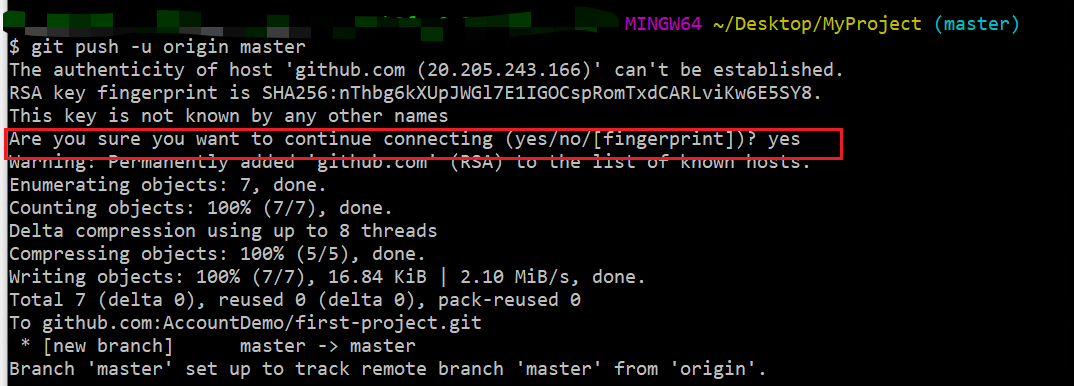 MINGW64 ~/Desktop/MyProject (master)
$ git push -u origin master
The authenticity of host 'github.com (20.205.243.166)' can't be established.
RSA key fingerprint is SHA256:nThbg6kXUpJWGl7E1IGOCspRomTxdCARLviKw6E5SY8.
This key is not known by any other names
Are you sure you want to continue connecting (yes/no/[fingerprint])? yes
Warning: Permanently added 'github.com' (RSA) to the list of known hosts.
Enumerating objects: 7, done.
Counting objects: 100% (7/7), done.
Delta compression using up to 8 threads
Compressing objects: 100% (5/5), done.
Writing objects: 100% (7/7), 16.84 KiB | 2.10 MiB/s, done.
Total 7 (delta 0), reused 0 (delta 0), pack-reused 0
To github.com:AccountDemo/first-project.git
 * [new branch]      master -> master
Branch 'master' set up to track remote branch 'master' from 'origin'.